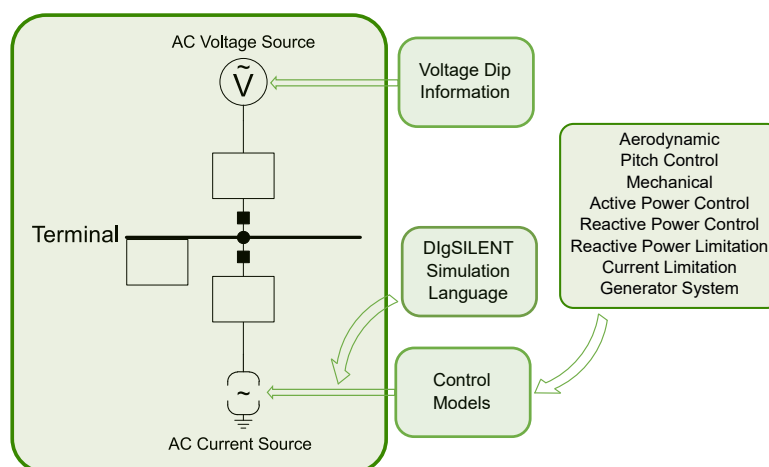 AC Voltage Source
Ṽ
Voltage Dip
Information
Aerodynamic
Pitch Control
Mechanical
Active Power Control
Reactive Power Control
Reactive Power Limitation
Current Limitation
Generator System
Terminal
DIgSILENT
Simulation
Language
~
Control
Models
AC Current Source